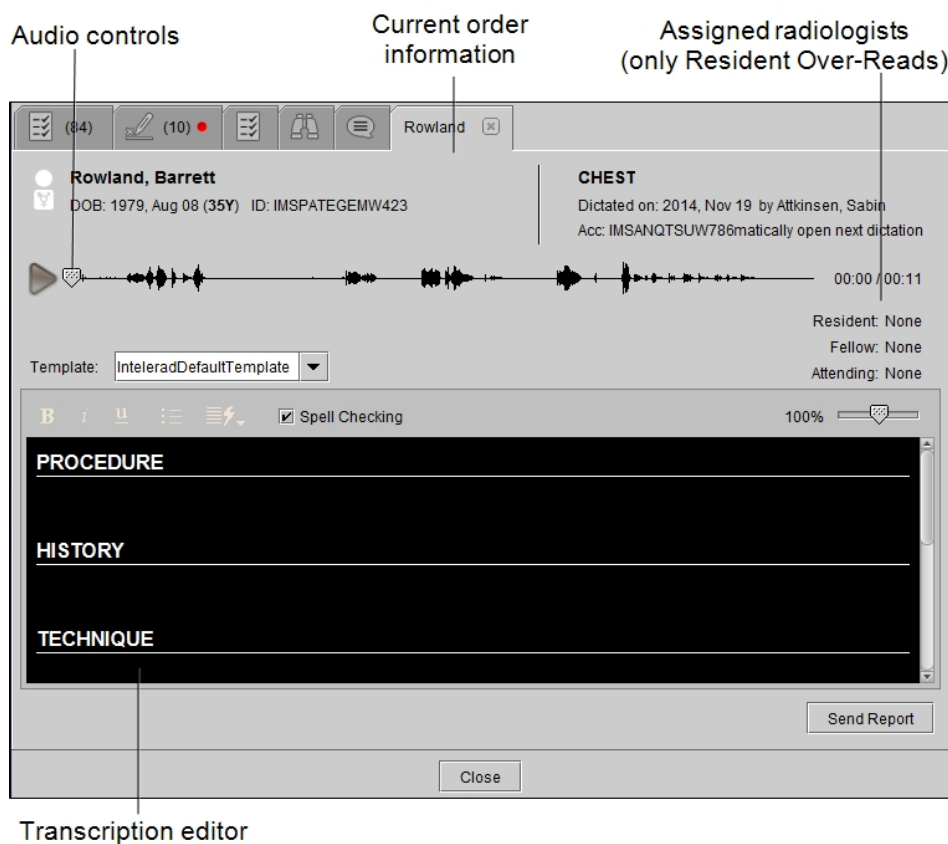 Audio controls
Current order
information
Assigned radiologists
(only Resident Over-Reads)
(84)
(10)
Rowland
Rowland, Barrett
DOB: 1979, Aug 08 (35Y) ID: IMSPATEGEMW423
CHEST
Dictated on: 2014, Nov 19 by Attkinsen, Sabin
Acc: IMSANQTSUW786matically open next dictation
00:00 / 00:11
Resident: None
Fellow: None
Attending: None
Template: InteleradDefaultTemplate
B i u Spell Checking 100%
PROCEDURE
HISTORY
TECHNIQUE
Send Report
Close
Transcription editor